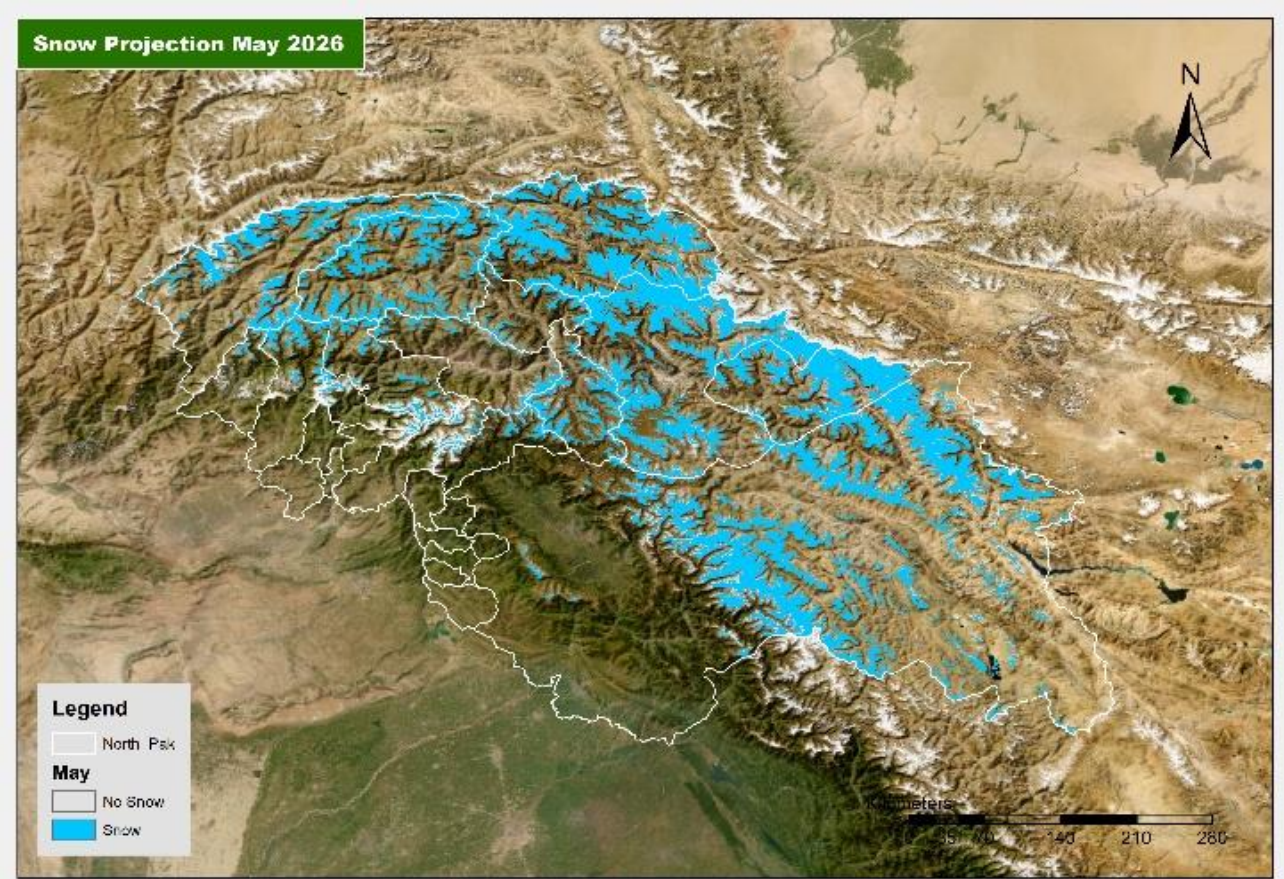 Snow Projection May 2026
N
Legend
North Pak
May
No Snow
Snow
Kilometers
0 35 70 140 210 280